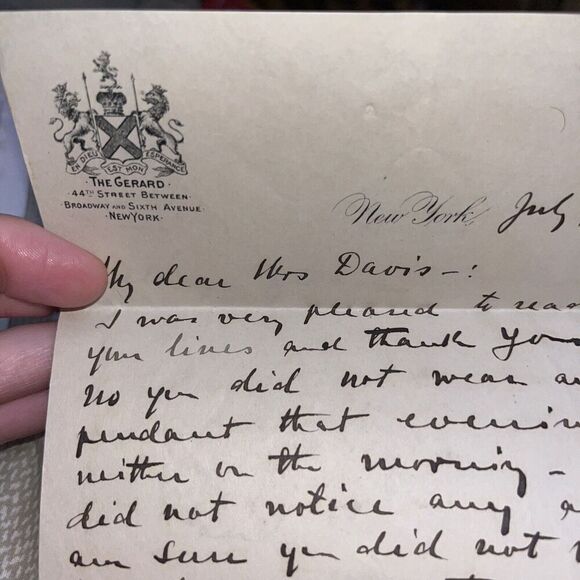 EN DIEU EST MON ESPERANCE
· THE GERARD ·
· 44TH STREET BETWEEN ·
BROADWAY AND SIXTH AVENUE ·
· NEW YORK ·
New York, July
My dear Mrs Davis -:
I was very pleased to
your lines and thank
No you did not wear
pendant that
neither on the morning -
did not notice any
am sure you did not